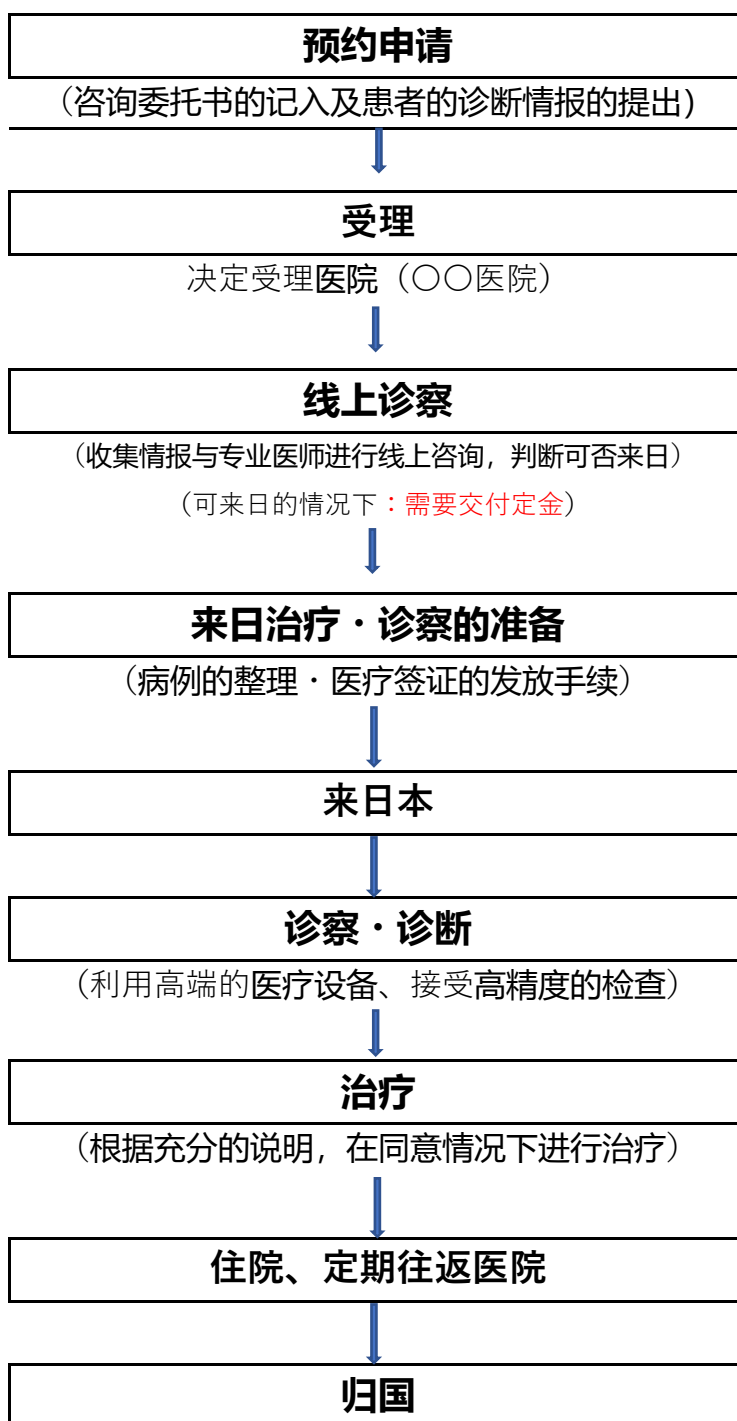 预约申请
（咨询委托书的记入及患者的诊断情报的提出）
受理
决定受理医院（〇〇医院）
线上诊察
（收集情报与专业医师进行线上咨询，判断可否来日）
（可来日的情况下：需要交付定金）
来日治疗・诊察的准备
（病例的整理・医疗签证的发放手续）
来日本
诊察・诊断
（利用高端的医疗设备、接受高精度的检查）
治疗
（根据充分的说明，在同意情况下进行治疗）
住院、定期往返医院
归国